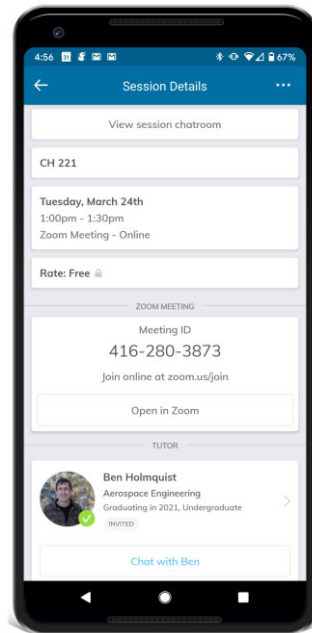 4:56
67%
Session Details
View session chatroom
CH 221
Tuesday, March 24th
1:00pm - 1:30pm
Zoom Meeting - Online
Rate: Free
ZOOM MEETING
Meeting ID
416-280-3873
Join online at zoom.us/join
Open in Zoom
TUTOR
Ben Holmquist
Aerospace Engineering
Graduating in 2021, Undergraduate
INVITED
Chat with Ben